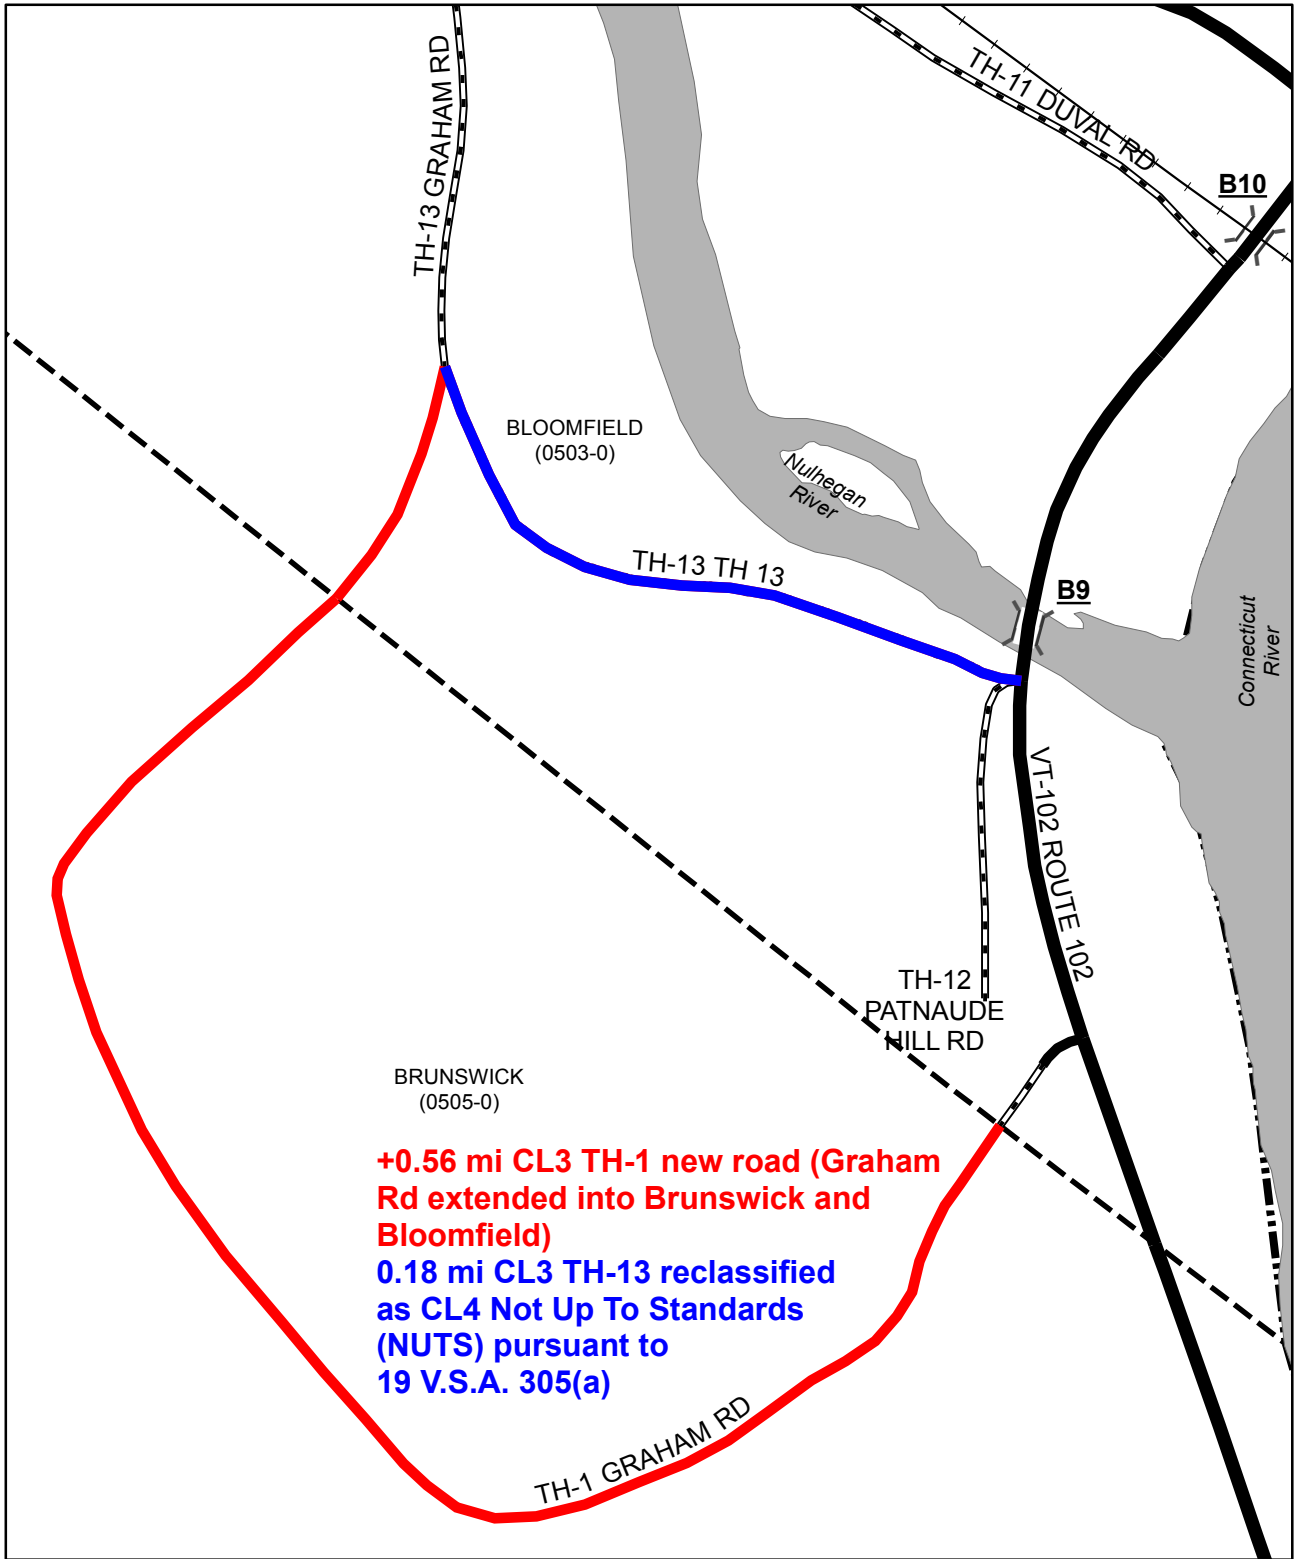 TH-13 GRAHAM RD
TH-11 DUVAL RD
B10
BLOOMFIELD
(0503-0)
Nulhegan
River
TH-13 TH 13
B9
Connecticut
River
VT-102 ROUTE 102
TH-12
PATNAUDE
HILL RD
BRUNSWICK
(0505-0)
+0.56 mi CL3 TH-1 new road (Graham
Rd extended into Brunswick and
Bloomfield)
0.18 mi CL3 TH-13 reclassified
as CL4 Not Up To Standards
(NUTS) pursuant to
19 V.S.A. 305(a)
TH-1 GRAHAM RD